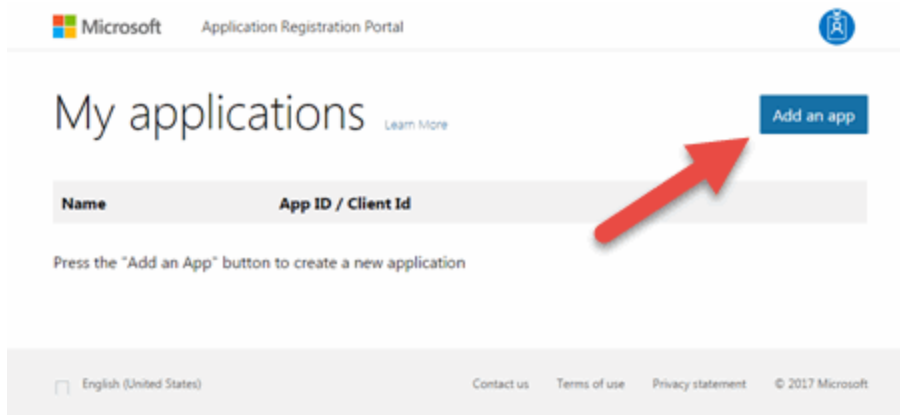 Microsoft Application Registration Portal
My applications Learn More
Add an app
Name App ID / Client Id
Press the "Add an App" button to create a new application
English (United States) Contact us Terms of use Privacy statement © 2017 Microsoft